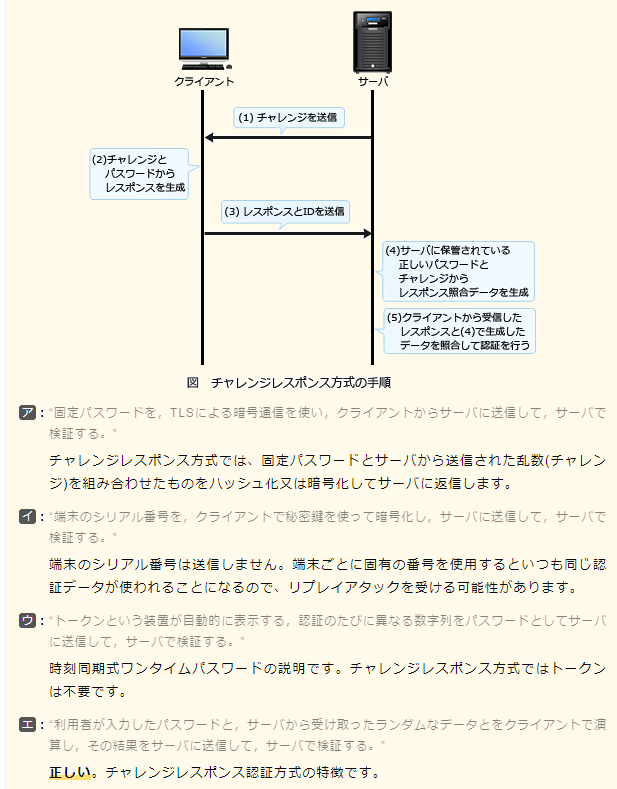 クライアント
サーバ
(1) チャレンジを送信
(2)チャレンジと
パスワードから
レスポンスを生成
(3) レスポンスとIDを送信
(4)サーバに保管されている
正しいパスワードと
チャレンジから
レスポンス照合データを生成
(5)クライアントから受信した
レスポンスと(4)で生成した
データを照合して認証を行う
図　チャレンジレスポンス方式の手順
ア：“固定パスワードを，TLSによる暗号通信を使い，クライアントからサーバに送信して，サーバで
検証する。”
チャレンジレスポンス方式では、固定パスワードとサーバから送信された乱数(チャレン
ジ)を組み合わせたものをハッシュ化又は暗号化してサーバに返信します。
イ：“端末のシリアル番号を，クライアントで秘密鍵を使って暗号化し，サーバに送信して，サーバで
検証する。”
端末のシリアル番号は送信しません。端末ごとに固有の番号を使用するといつも同じ認
証データが使われることになるので、リプレイアタックを受ける可能性があります。
ウ：“トークンという装置が自動的に表示する，認証のたびに異なる数字列をパスワードとしてサーバ
に送信して，サーバで検証する。”
時刻同期式ワンタイムパスワードの説明です。チャレンジレスポンス方式ではトークン
は不要です。
エ：“利用者が入力したパスワードと，サーバから受け取ったランダムなデータとをクライアントで演
算し，その結果をサーバに送信して，サーバで検証する。”
正しい。チャレンジレスポンス認証方式の特徴です。